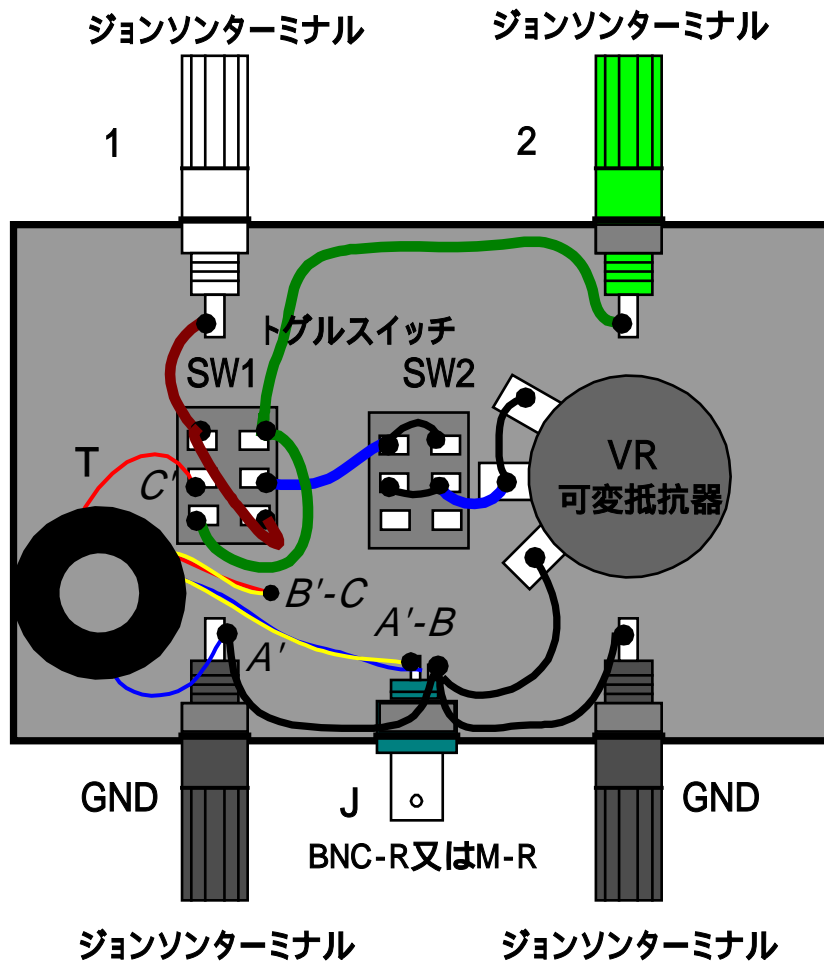 ジョンソンターミナル
ジョンソンターミナル
1
2
トグルスイッチ
SW1
SW2
T
C'
VR
可変抵抗器
B'-C
A'-B
A'
GND
J
GND
BNC-R又はM-R
ジョンソンターミナル
ジョンソンターミナル